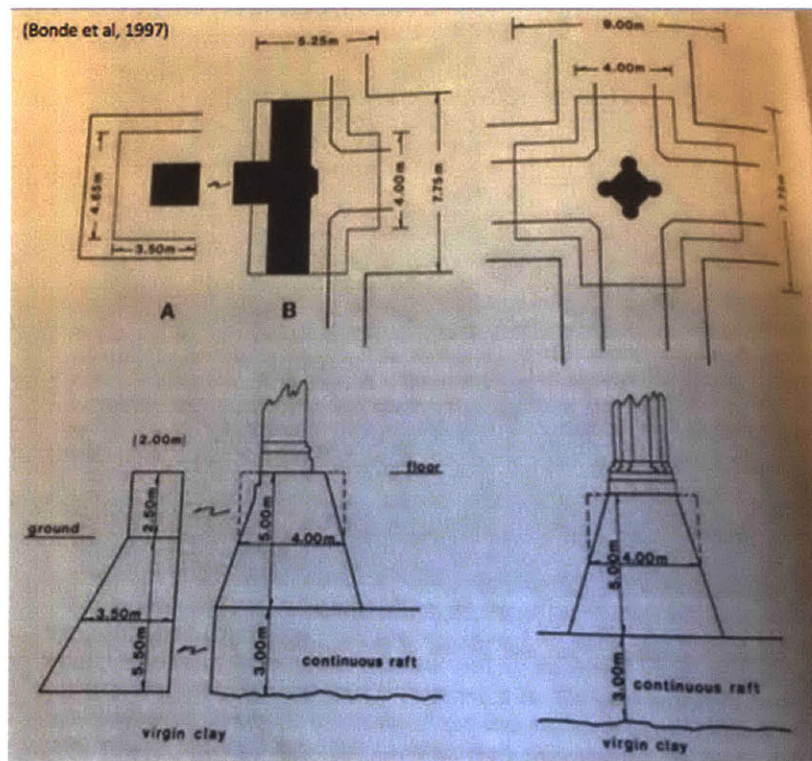 (Bonde et al, 1997)
5.25m
9.00m
4.00m
4.65m
3.50m
4.00m
7.75m
7.75m
A
B
(2.00m)
floor
2.50m
5.00m
ground
4.00m
5.00m
4.00m
3.50m
5.50m
3.00m
continuous raft
3.00m
continuous raft
virgin clay
virgin clay